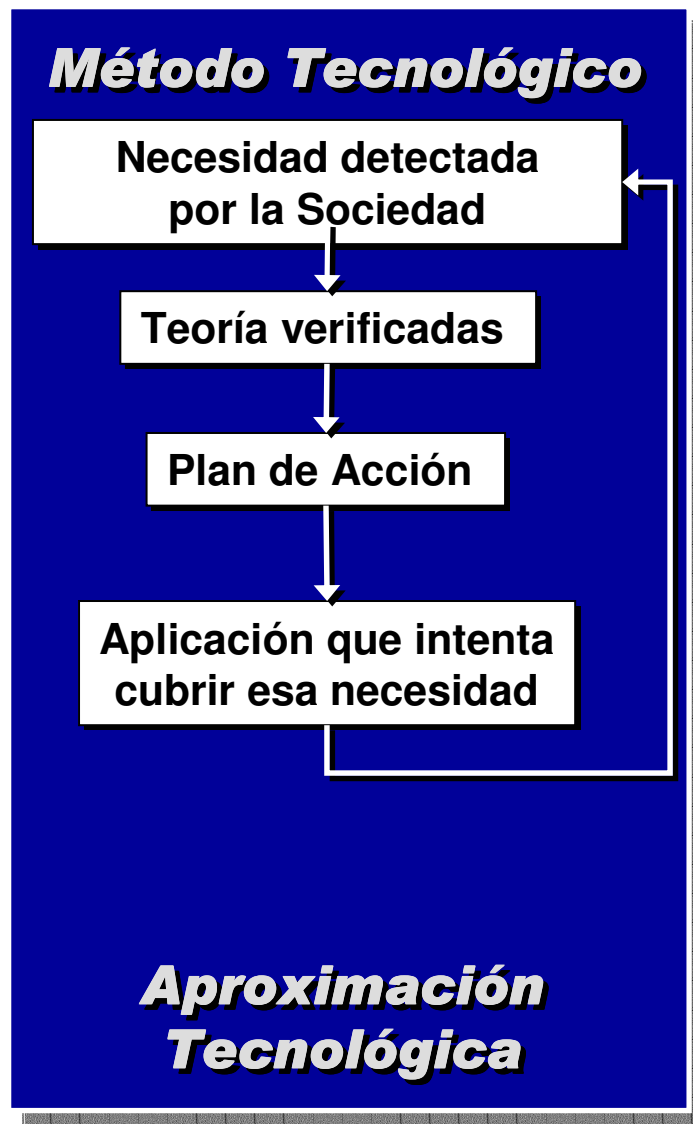 Método Tecnológico
Necesidad detectada
por la Sociedad
Teoría verificadas
Plan de Acción
Aplicación que intenta
cubrir esa necesidad
Aproximación
Tecnológica